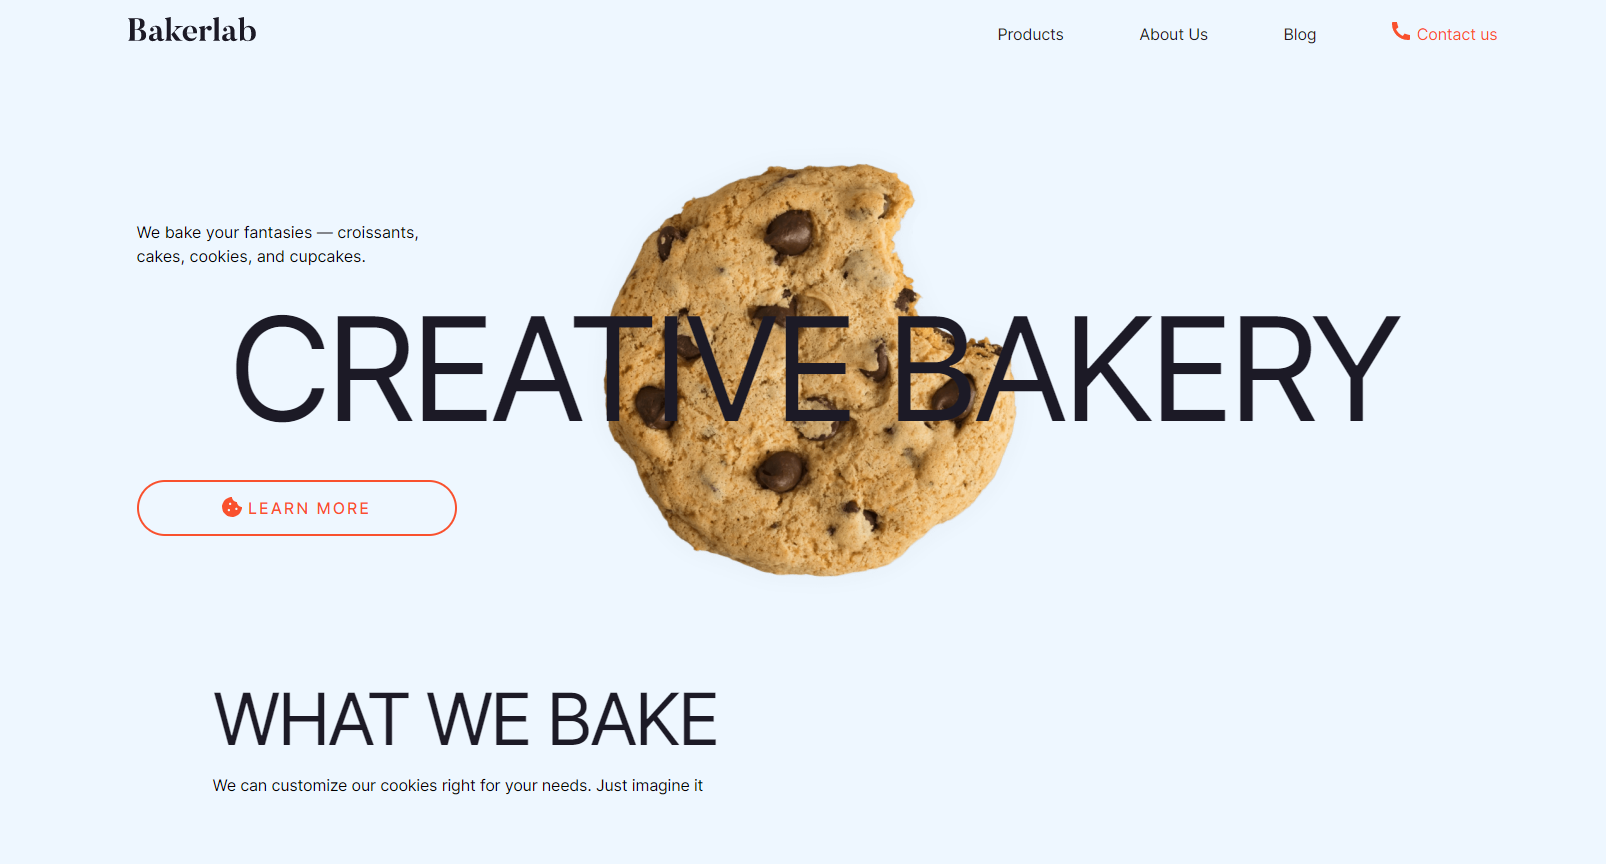 Bakerlab
Products
About Us
Blog
Contact us
We bake your fantasies — croissants,
cakes, cookies, and cupcakes.
CREATIVE BAKERY
LEARN MORE
WHAT WE BAKE
We can customize our cookies right for your needs. Just imagine it